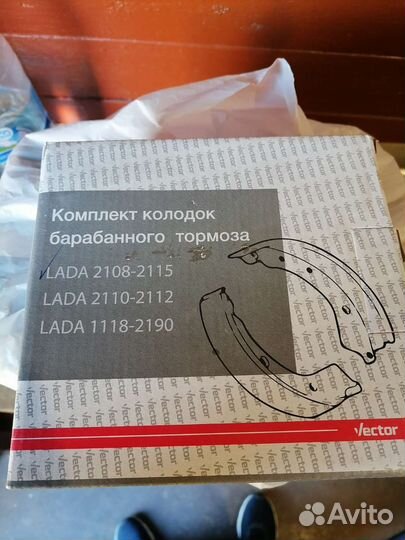 Комплект колодок
барабанного тормоза
LADA 2108-2115
LADA 2110-2112
LADA 1118-2190
Vector
Avito